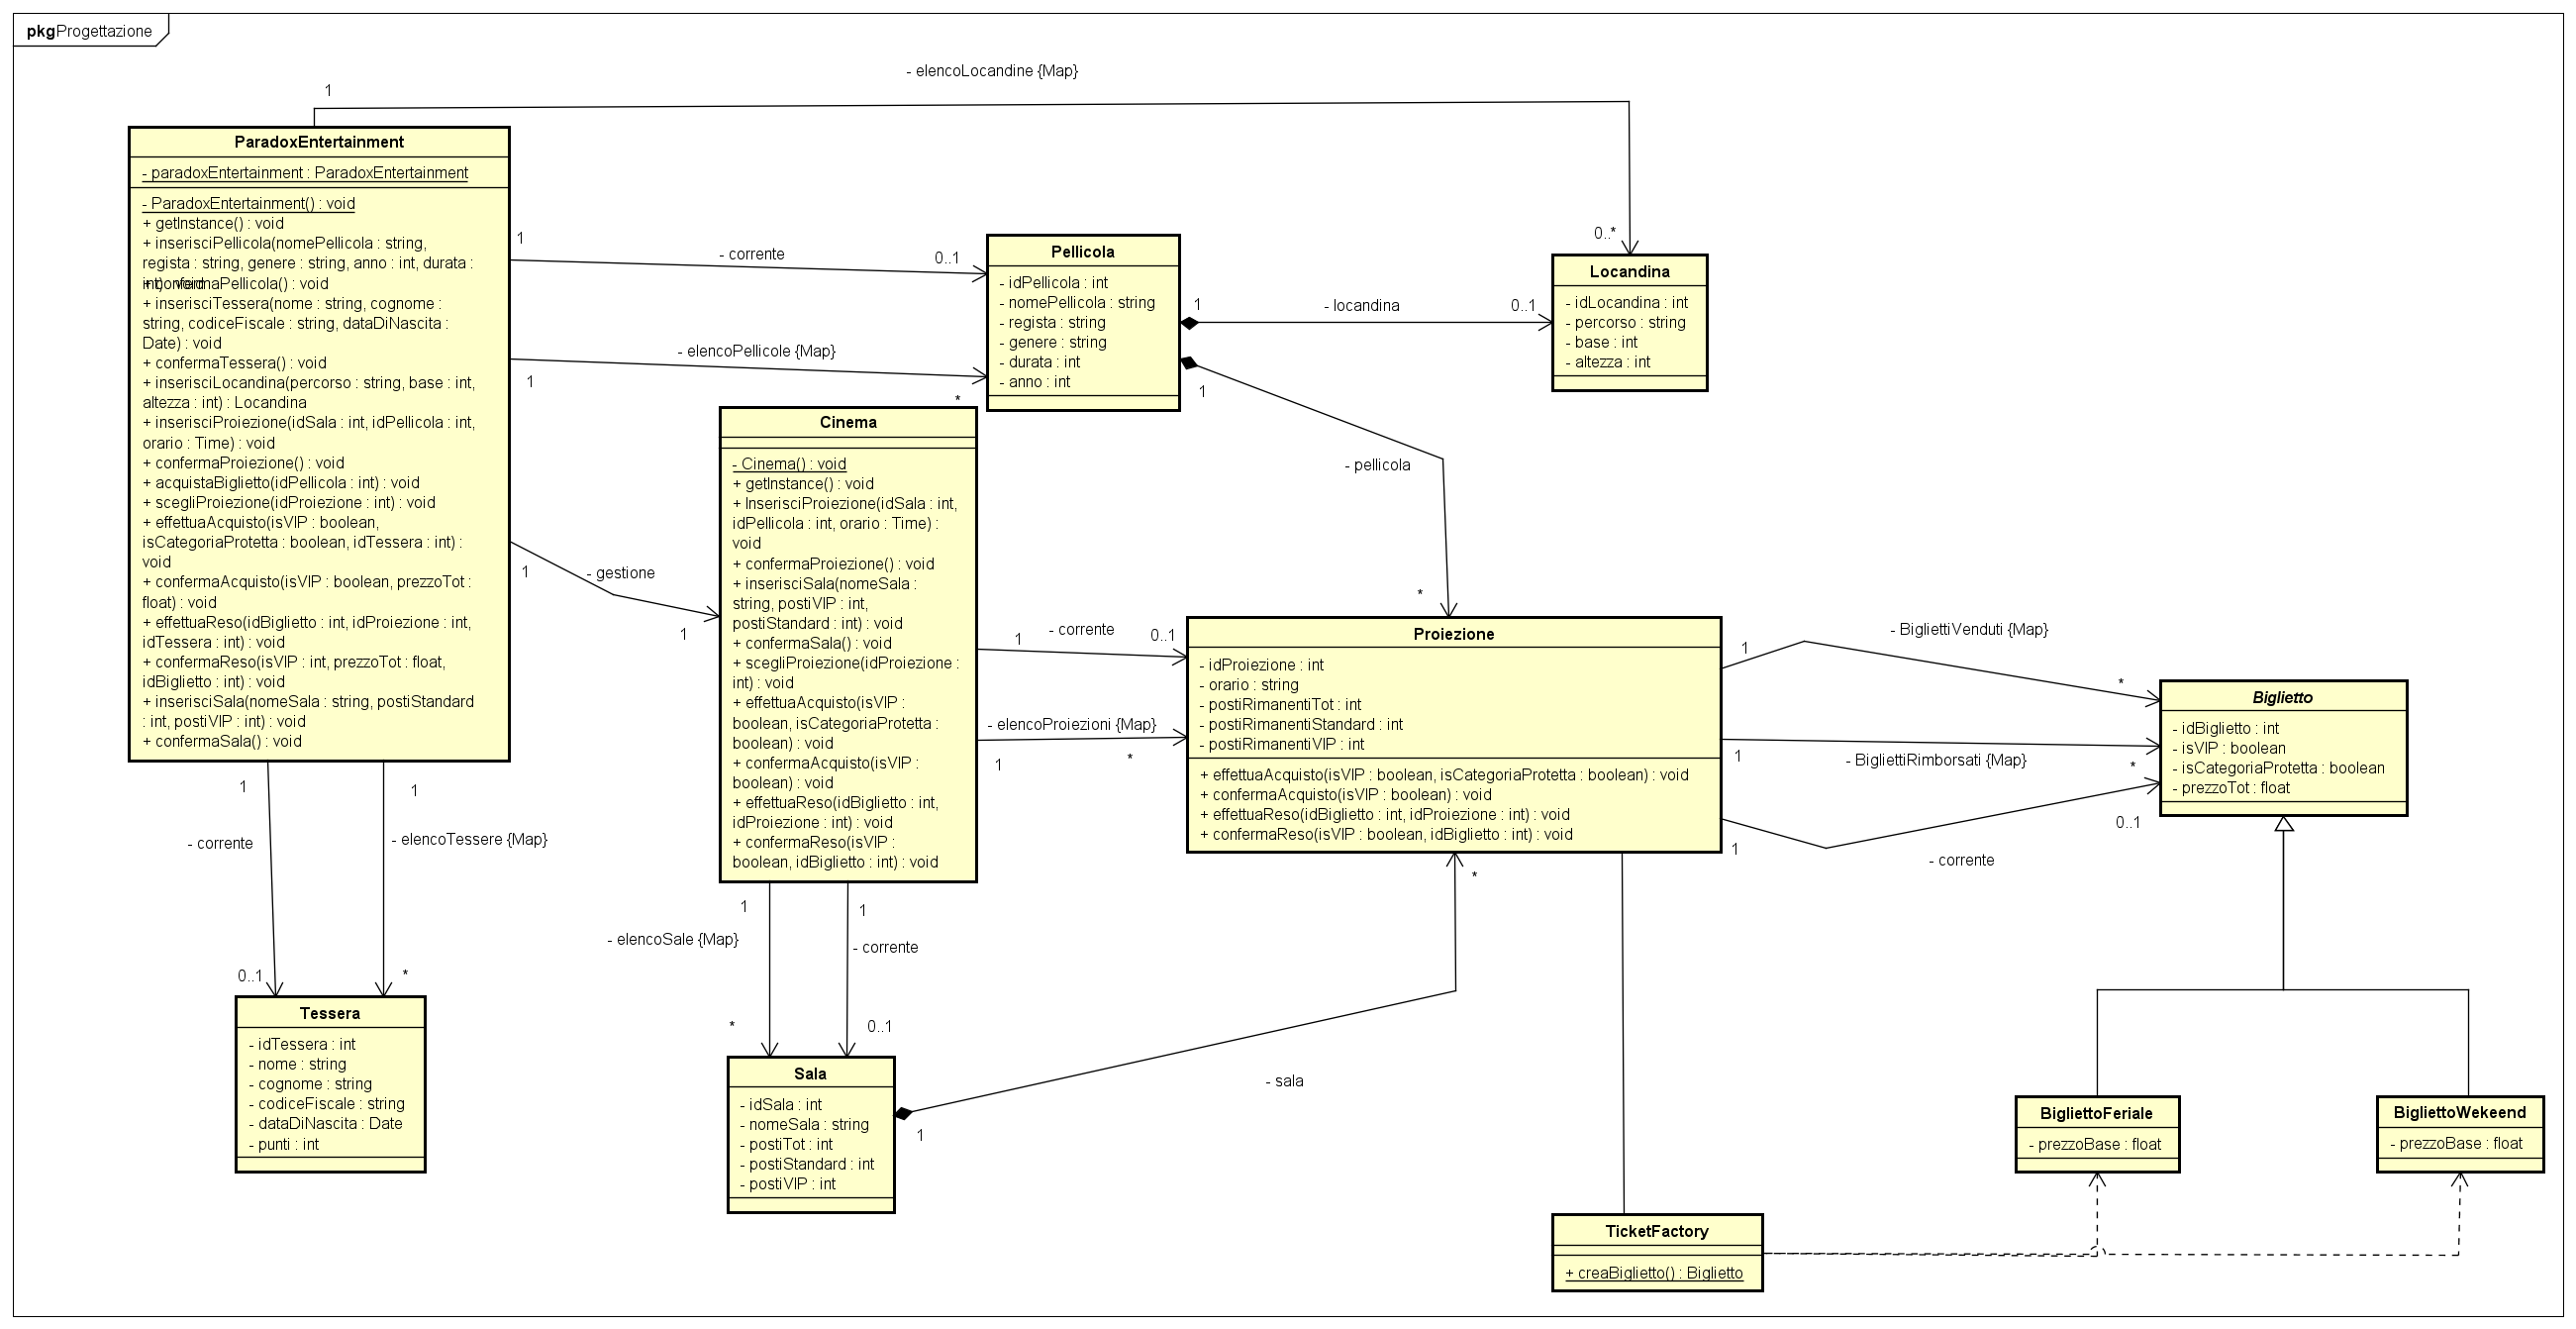 pkgProgettazione
- elencoLocandine {Map}
1
0..*
ParadoxEntertainment
- paradoxEntertainment : ParadoxEntertainment
- ParadoxEntertainment() : void
+ getInstance() : void
+ inserisciPellicola(nomePellicola : string,
regista : string, genere : string, anno : int, durata :
int) : void
+ confermaPellicola() : void
+ inserisciTessera(nome : string, cognome :
string, codiceFiscale : string, dataDiNascita :
Date) : void
+ confermaTessera() : void
+ inserisciLocandina(percorso : string, base : int,
altezza : int) : Locandina
+ inserisciProiezione(idSala : int, idPellicola : int,
orario : Time) : void
+ confermaProiezione() : void
+ acquistaBiglietto(idPellicola : int) : void
+ scegliProiezione(idProiezione : int) : void
+ effettuaAcquisto(isVIP : boolean,
isCategoriaProtetta : boolean, idTessera : int) :
void
+ confermaAcquisto(isVIP : boolean, prezzoTot :
float) : void
+ effettuaReso(idBiglietto : int, idProiezione : int,
idTessera : int) : void
+ confermaReso(isVIP : int, prezzoTot : float,
idBiglietto : int) : void
+ inserisciSala(nomeSala : string, postiStandard
: int, postiVIP : int) : void
+ confermaSala() : void
1
- corrente
0..1
1
- elencoPellicole {Map}
*
1
- gestione
1
Pellicola
- idPellicola : int
- nomePellicola : string
- regista : string
- genere : string
- durata : int
- anno : int
1
- locandina
0..1
1
- pellicola
*
Locandina
- idLocandina : int
- percorso : string
- base : int
- altezza : int
Cinema
- Cinema() : void
+ getInstance() : void
+ InserisciProiezione(idSala : int,
idPellicola : int, orario : Time) :
void
+ confermaProiezione() : void
+ inserisciSala(nomeSala :
string, postiVIP : int,
postiStandard : int) : void
+ confermaSala() : void
+ scegliProiezione(idProiezione :
int) : void
+ effettuaAcquisto(isVIP :
boolean, isCategoriaProtetta :
boolean) : void
+ confermaAcquisto(isVIP :
boolean) : void
+ effettuaReso(idBiglietto : int,
idProiezione : int) : void
+ confermaReso(isVIP :
boolean, idBiglietto : int) : void
1
- corrente
0..1
- elencoProiezioni {Map}
1
*
Proiezione
- idProiezione : int
- orario : string
- postiRimanentiTot : int
- postiRimanentiStandard : int
- postiRimanentiVIP : int
+ effettuaAcquisto(isVIP : boolean, isCategoriaProtetta : boolean) : void
+ confermaAcquisto(isVIP : boolean) : void
+ effettuaReso(idBiglietto : int, idProiezione : int) : void
+ confermaReso(isVIP : boolean, idBiglietto : int) : void
- BigliettiVenduti {Map}
1
*
1
- BigliettiRimborsati {Map}
*
1
- corrente
0..1
Biglietto
- idBiglietto : int
- isVIP : boolean
- isCategoriaProtetta : boolean
- prezzoTot : float
1
- corrente
0..1
1
- elencoTessere {Map}
*
1
- elencoSale {Map}
*
1
- corrente
0..1
*
- sala
1
Tessera
- idTessera : int
- nome : string
- cognome : string
- codiceFiscale : string
- dataDiNascita : Date
- punti : int
Sala
- idSala : int
- nomeSala : string
- postiTot : int
- postiStandard : int
- postiVIP : int
BigliettoFeriale
- prezzoBase : float
BigliettoWekeend
- prezzoBase : float
TicketFactory
+ creaBiglietto() : Biglietto